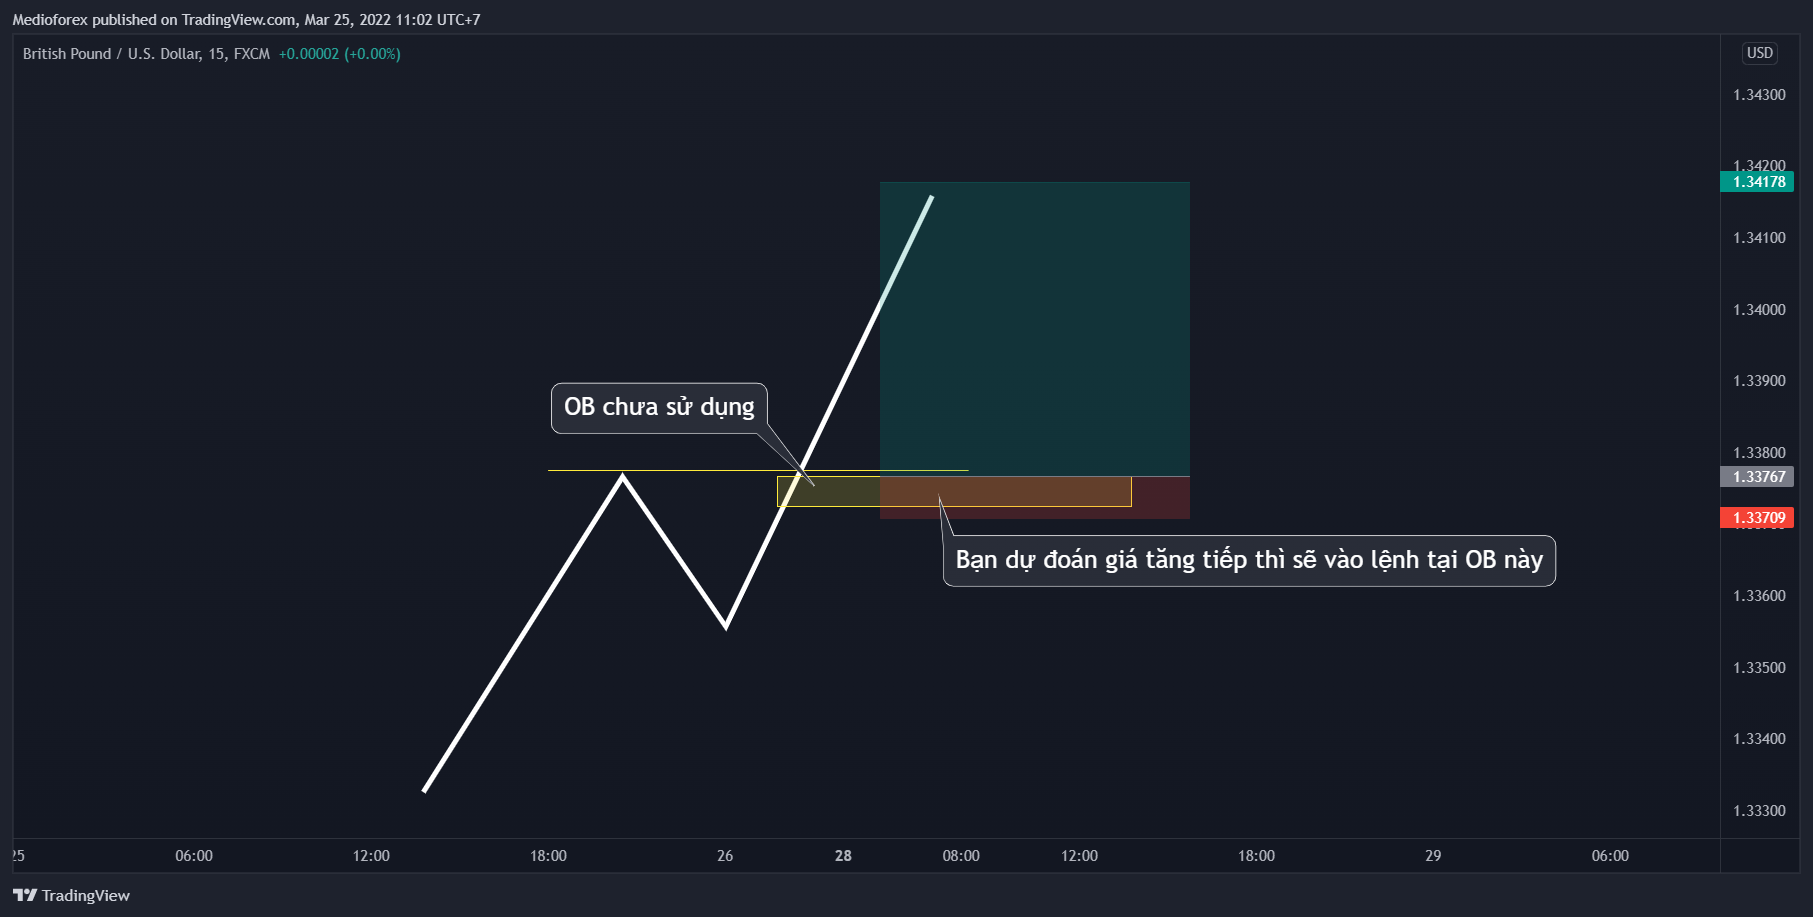 Medioforex published on TradingView.com, Mar 25, 2022 11:02 UTC+7
British Pound / U.S. Dollar, 15, FXCM +0.00002 (+0.00%)
USD
1.34300
1.34200
1.34178
1.34100
1.34000
1.33900
OB chưa sử dụng
1.33800
1.33767
1.33709
Bạn dự đoán giá tăng tiếp thì sẽ vào lệnh tại OB này
1.33600
1.33500
1.33400
1.33300
25 06:00 12:00 18:00 26 28 08:00 12:00 18:00 29 06:00
TradingView